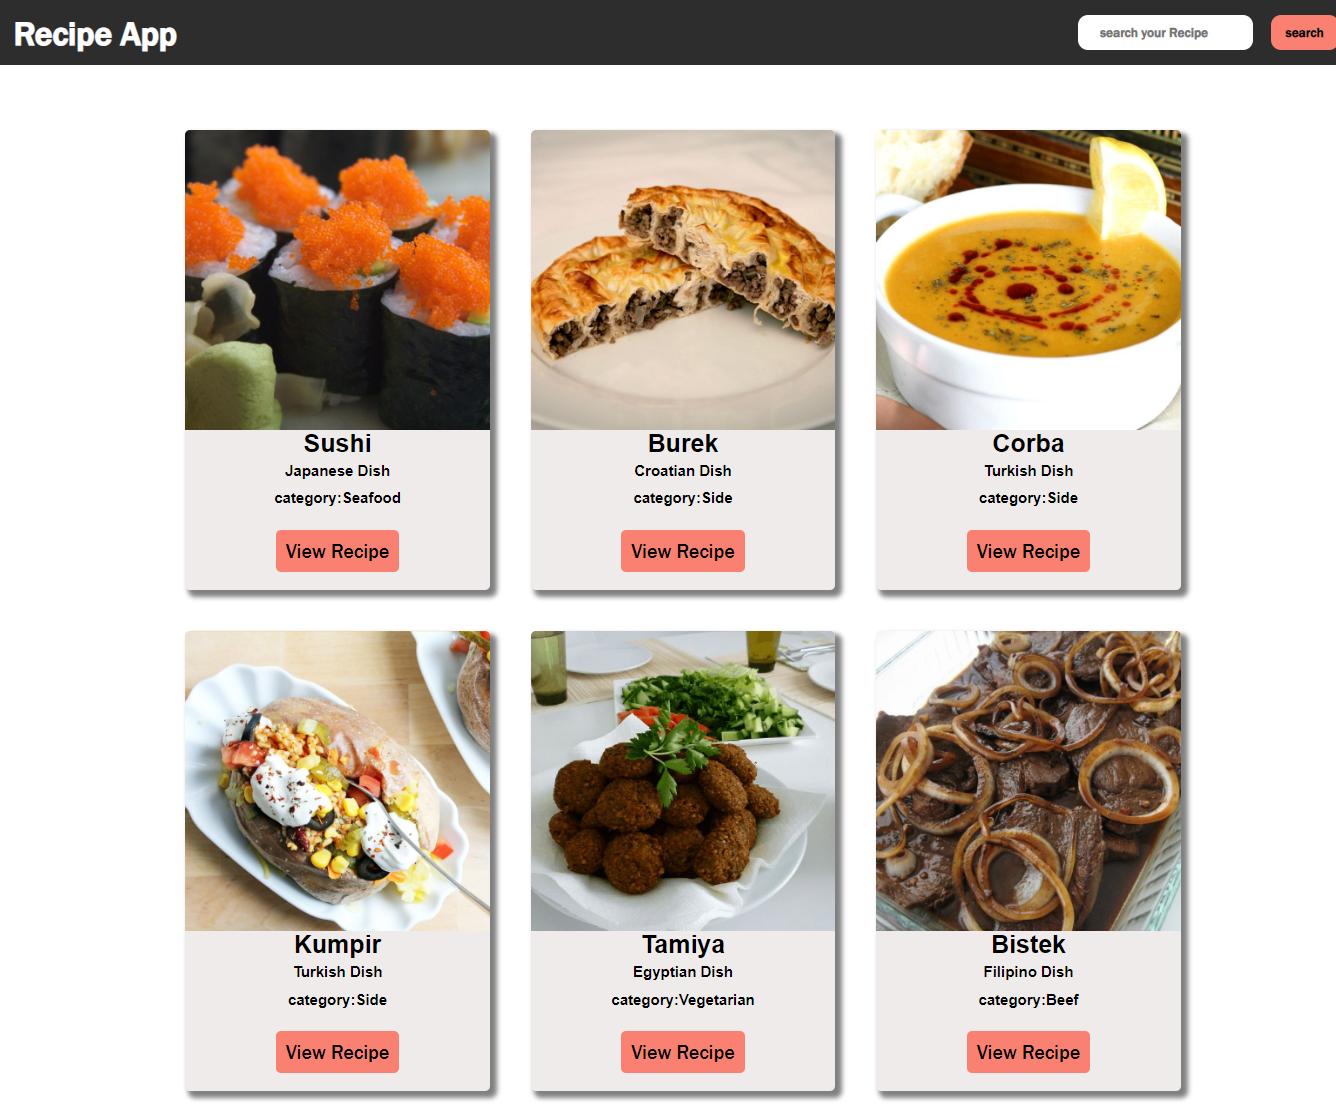 Recipe App
search your Recipe
search
Sushi
Japanese Dish
category:Seafood
View Recipe
Burek
Croatian Dish
category:Side
View Recipe
Corba
Turkish Dish
category:Side
View Recipe
Kumpir
Turkish Dish
category:Side
View Recipe
Tamiya
Egyptian Dish
category:Vegetarian
View Recipe
Bistek
Filipino Dish
category:Beef
View Recipe